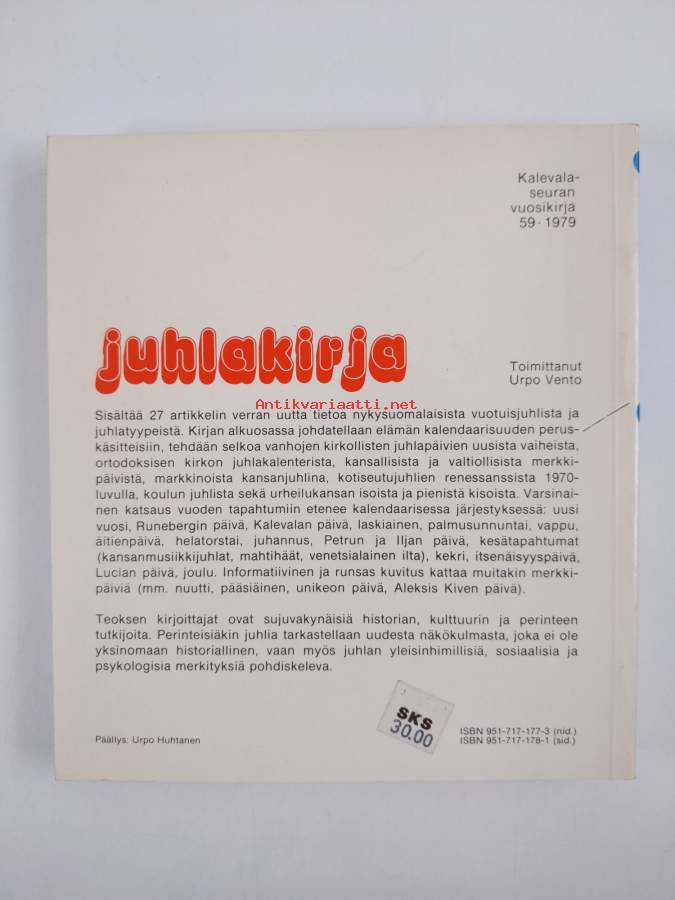 Kalevala-
seuran
vuosikirja
59 · 1979
juhlakirja
Toimittanut
Urpo Vento
Antikvariaatti.net
Sisältää 27 artikkelin verran uutta tietoa nykysuomalaisista vuotuisjuhlista ja
juhlatyypeistä. Kirjan alkuosassa johdatellaan elämän kalendaarisuuden perus-
käsitteisiin, tehdään selkoa vanhojen kirkollisten juhlapäivien uusista vaiheista,
ortodoksisen kirkon juhlakalenterista, kansallisista ja valtiollisista merkki-
päivistä, markkinoista kansanjuhlina, kotiseutujuhlien renessanssista 1970-
luvulla, koulun juhlista sekä urheilukansan isoista ja pienistä kisoista. Varsinai-
nen katsaus vuoden tapahtumiin etenee kalendaarisessa järjestyksessä: uusi
vuosi, Runebergin päivä, Kalevalan päivä, laskiainen, palmusunnuntai, vappu,
äitienpäivä, helatorstai, juhannus, Petrun ja Iljan päivä, kesätapahtumat
(kansanmusiikkijuhlat, mahtihäät, venetsialainen ilta), kekri, itsenäisyyspäivä,
Lucian päivä, joulu. Informatiivinen ja runsas kuvitus kattaa muitakin merkki-
päiviä (mm. nuutti, pääsiäinen, unikeon päivä, Aleksis Kiven päivä).
Teoksen kirjoittajat ovat sujuvakynäisiä historian, kulttuurin ja perinteen
tutkijoita. Perinteisiäkin juhlia tarkastellaan uudesta näkökulmasta, joka ei ole
yksinomaan historiallinen, vaan myös juhlan yleisinhimillisiä, sosiaalisia ja
psykologisia merkityksiä pohdiskeleva.
SKS
30.00
Päällys: Urpo Huhtanen
ISBN 951-717-177-3 (nid.)
ISBN 951-717-178-1 (sid.)